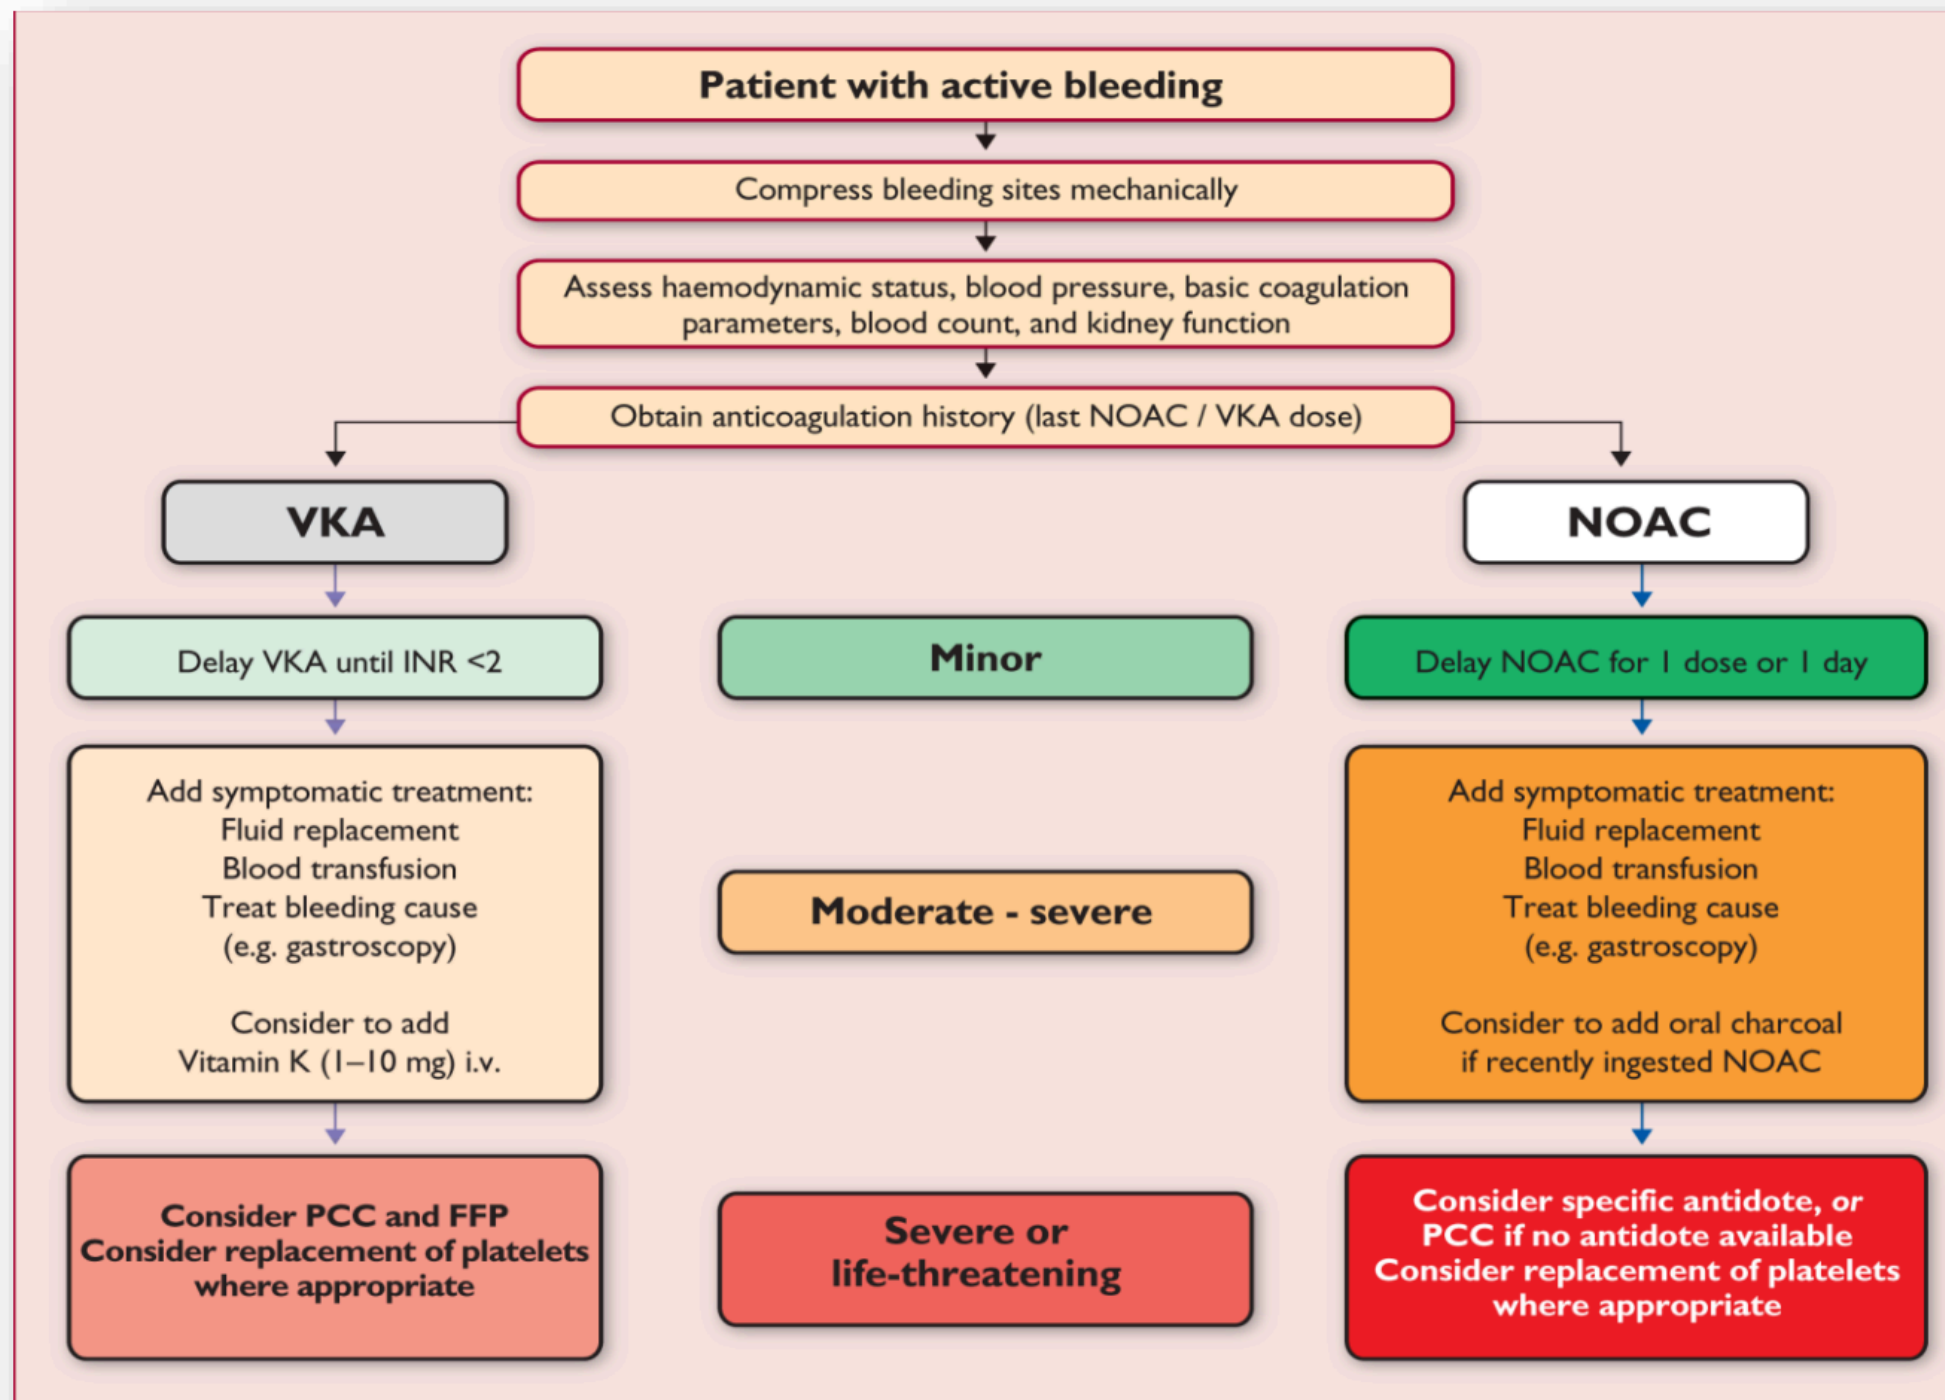 Patient with active bleeding
Compress bleeding sites mechanically
Assess haemodynamic status, blood pressure, basic coagulation
parameters, blood count, and kidney function
Obtain anticoagulation history (last NOAC / VKA dose)
VKA
NOAC
Delay VKA until INR <2
Minor
Delay NOAC for 1 dose or 1 day
Add symptomatic treatment:
Fluid replacement
Blood transfusion
Treat bleeding cause
(e.g. gastroscopy)
Consider to add
Vitamin K (1–10 mg) i.v.
Moderate - severe
Add symptomatic treatment:
Fluid replacement
Blood transfusion
Treat bleeding cause
(e.g. gastroscopy)
Consider to add oral charcoal
if recently ingested NOAC
Consider PCC and FFP
Consider replacement of platelets
where appropriate
Severe or
life-threatening
Consider specific antidote, or
PCC if no antidote available
Consider replacement of platelets
where appropriate